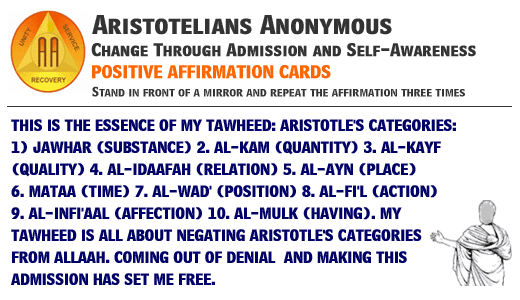 UNITY SERVICE
AA
RECOVERY
Aristotelians Anonymous
Change Through Admission and Self-Awareness
POSITIVE AFFIRMATION CARDS
Stand in front of a mirror and repeat the affirmation three times
THIS IS THE ESSENCE OF MY TAWHEED: ARISTOTLE'S CATEGORIES:
1) JAWHAR (SUBSTANCE) 2. AL-KAM (QUANTITY) 3. AL-KAYF
(QUALITY) 4. AL-IDAAFAH (RELATION) 5. AL-AYN (PLACE)
6. MATAA (TIME) 7. AL-WAD' (POSITION) 8. AL-FI'L (ACTION)
9. AL-INFI'AAL (AFFECTION) 10. AL-MULK (HAVING). MY
TAWHEED IS ALL ABOUT NEGATING ARISTOTLE'S CATEGORIES
FROM ALLAAH. COMING OUT OF DENIAL AND MAKING THIS
ADMISSION HAS SET ME FREE.